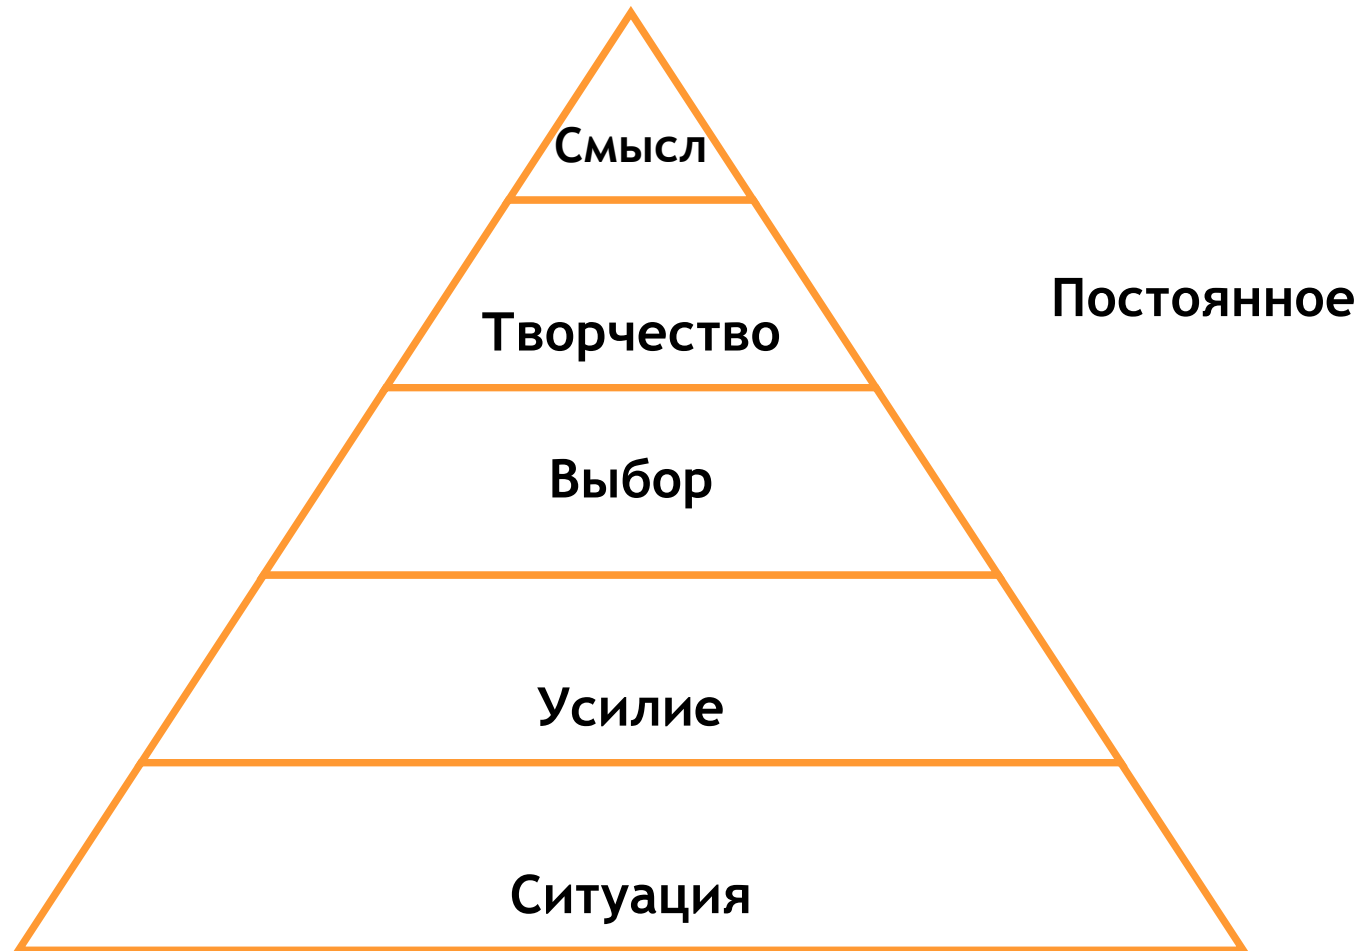 Смысл
Постоянное
Творчество
Выбор
Усилие
Ситуация